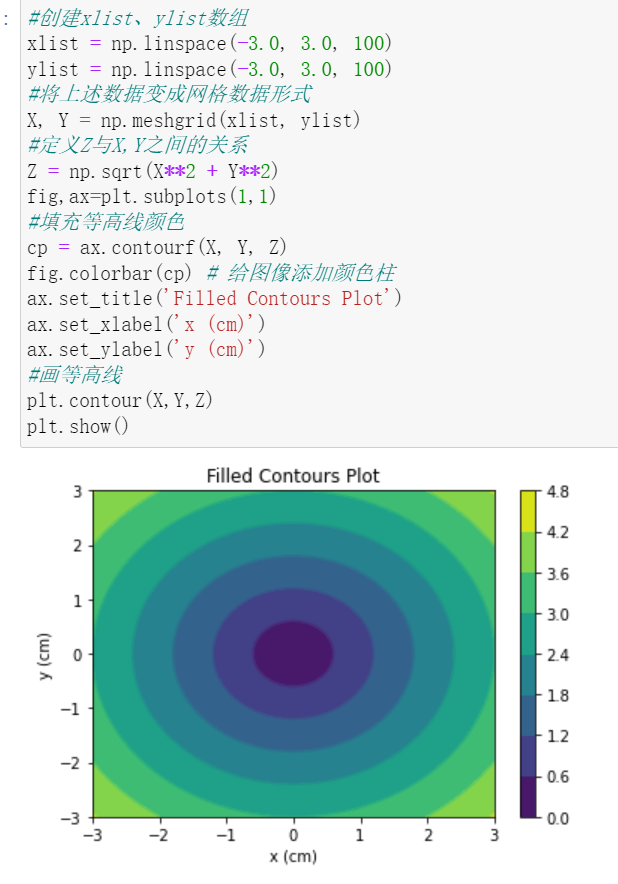 :
#创建xlist、ylist数组
xlist = np.linspace(-3.0, 3.0, 100)
ylist = np.linspace(-3.0, 3.0, 100)
#将上述数据变成网格数据形式
X, Y = np.meshgrid(xlist, ylist)
#定义Z与X,Y之间的关系
Z = np.sqrt(X**2 + Y**2)
fig,ax=plt.subplots(1,1)
#填充等高线颜色
cp = ax.contourf(X, Y, Z)
fig.colorbar(cp) # 给图像添加颜色柱
ax.set_title('Filled Contours Plot')
ax.set_xlabel('x (cm)')
ax.set_ylabel('y (cm)')
#画等高线
plt.contour(X,Y,Z)
plt.show()
Filled Contours Plot
y (cm)
3
2
1
0
−1
−2
−3
−3 −2 −1 0 1 2 3
x (cm)
4.8
4.2
3.6
3.0
2.4
1.8
1.2
0.6
0.0